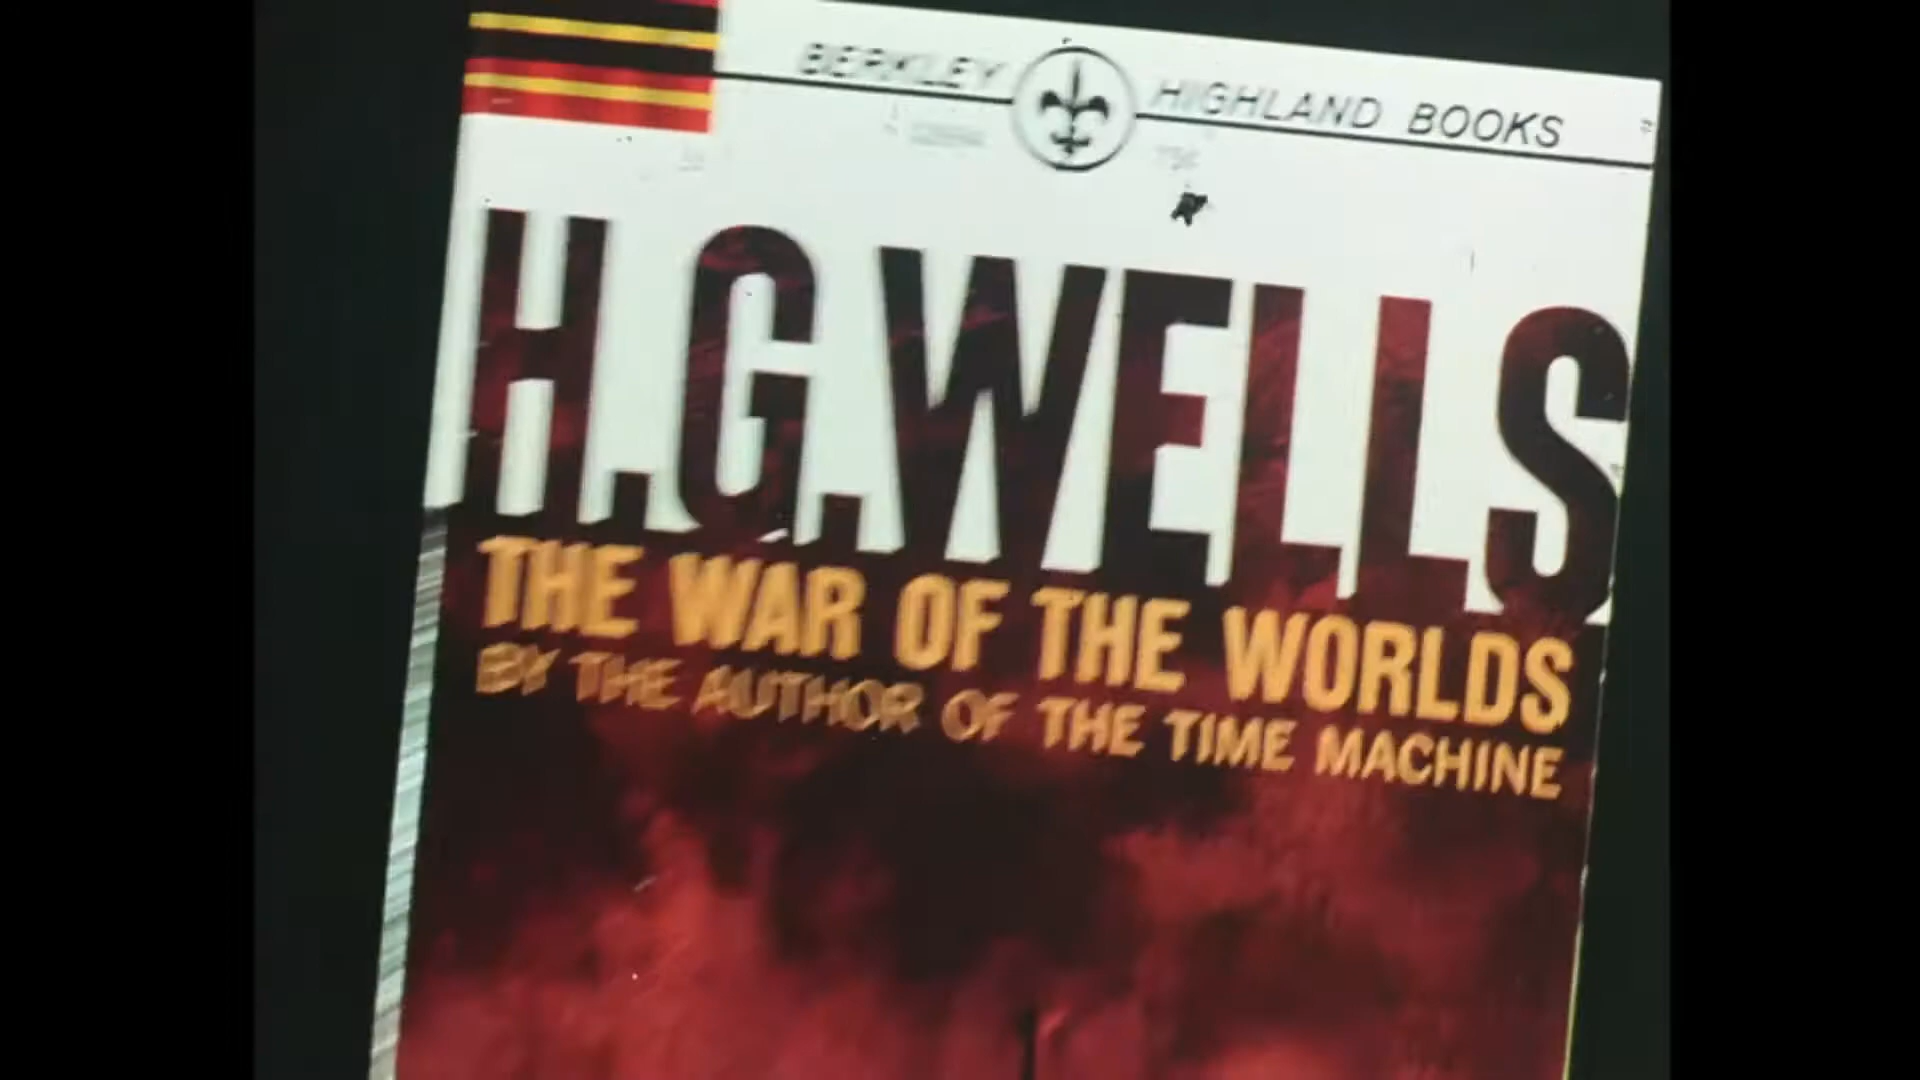 BERKLEY HIGHLAND BOOKS
H.G.WELLS
THE WAR OF THE WORLDS
BY THE AUTHOR OF THE TIME MACHINE